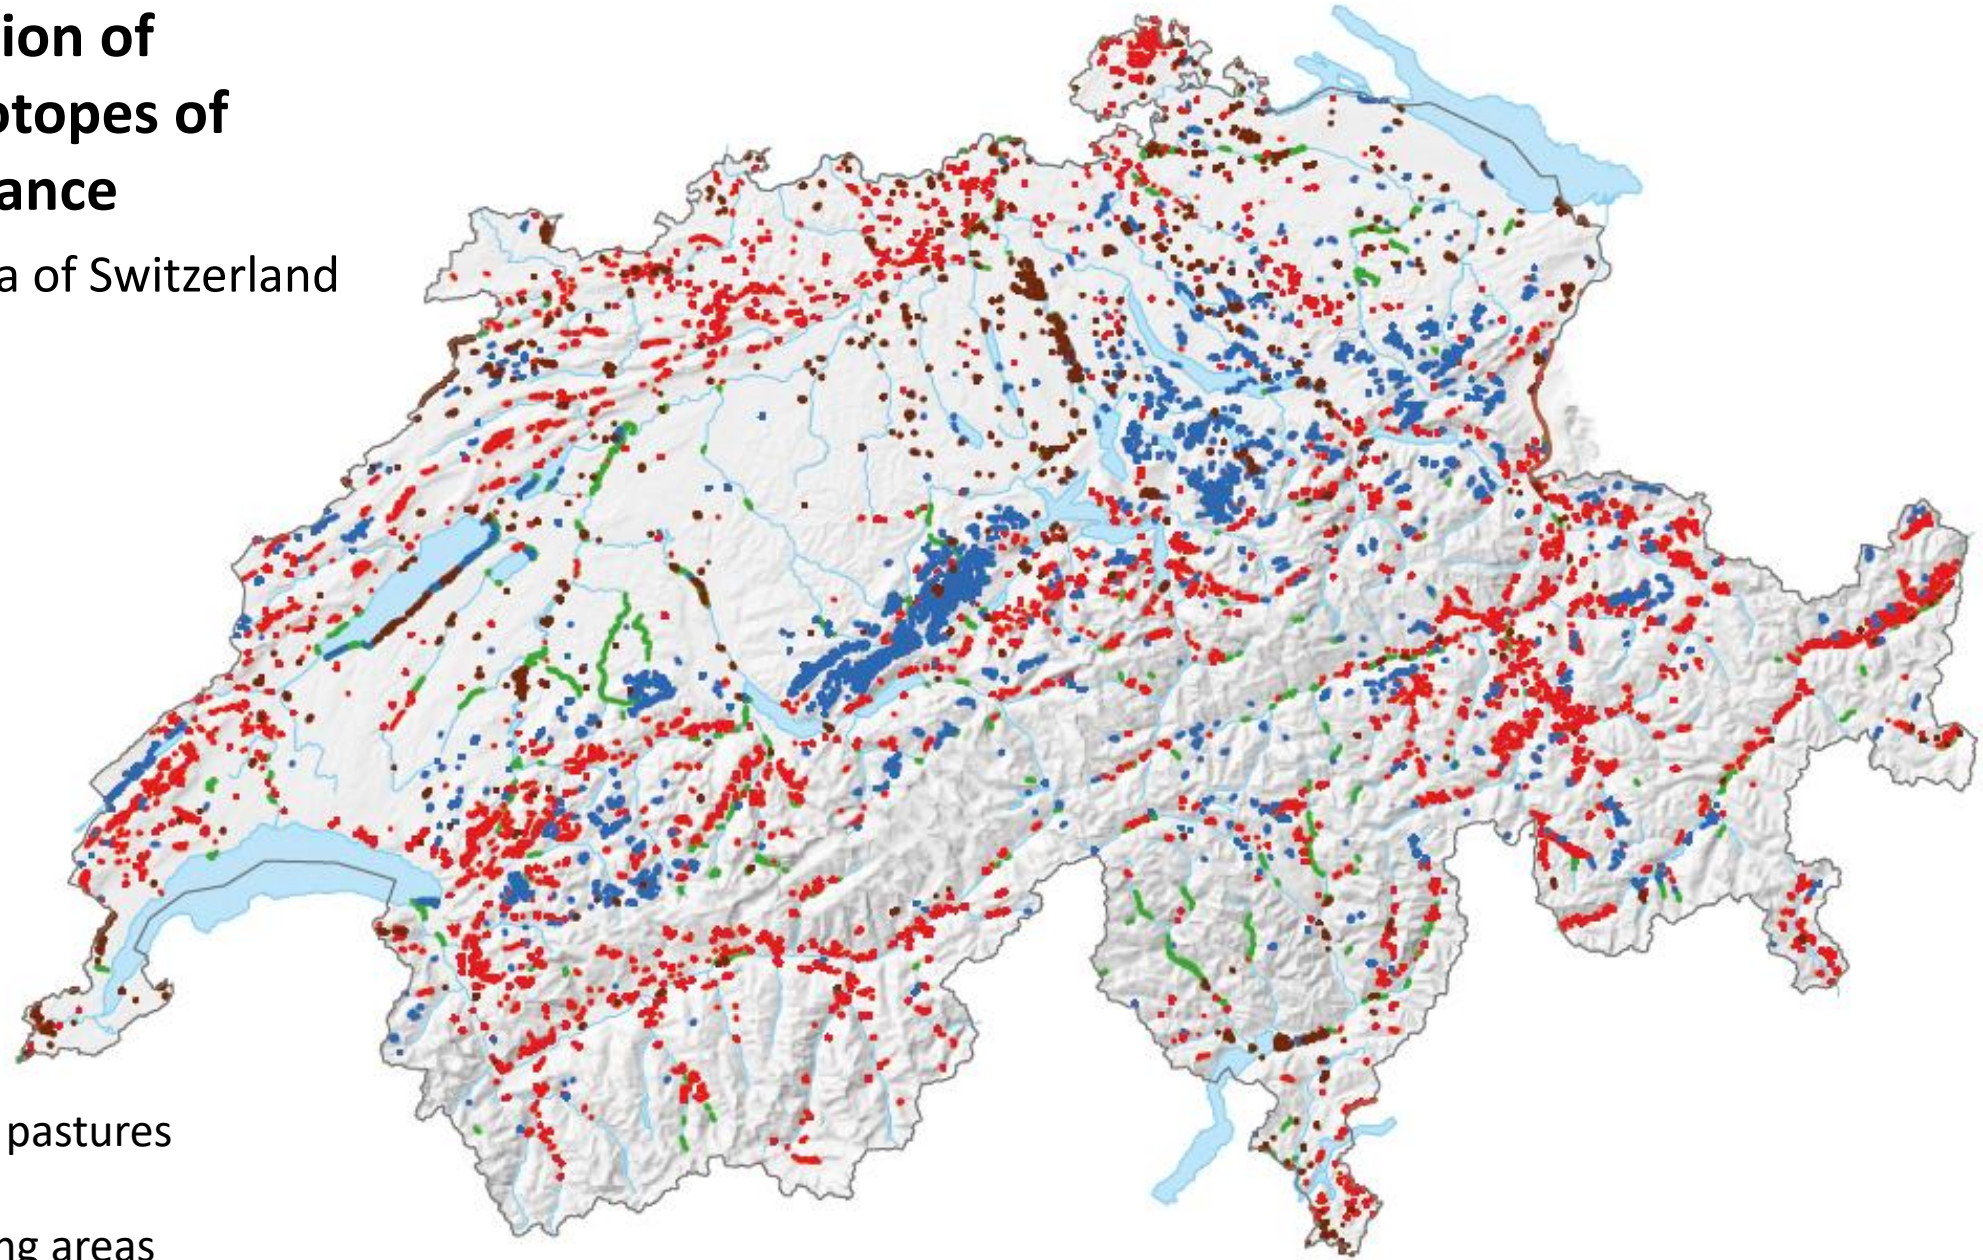 ion of
otopes of
ance
a of Switzerland
pastures
ng areas